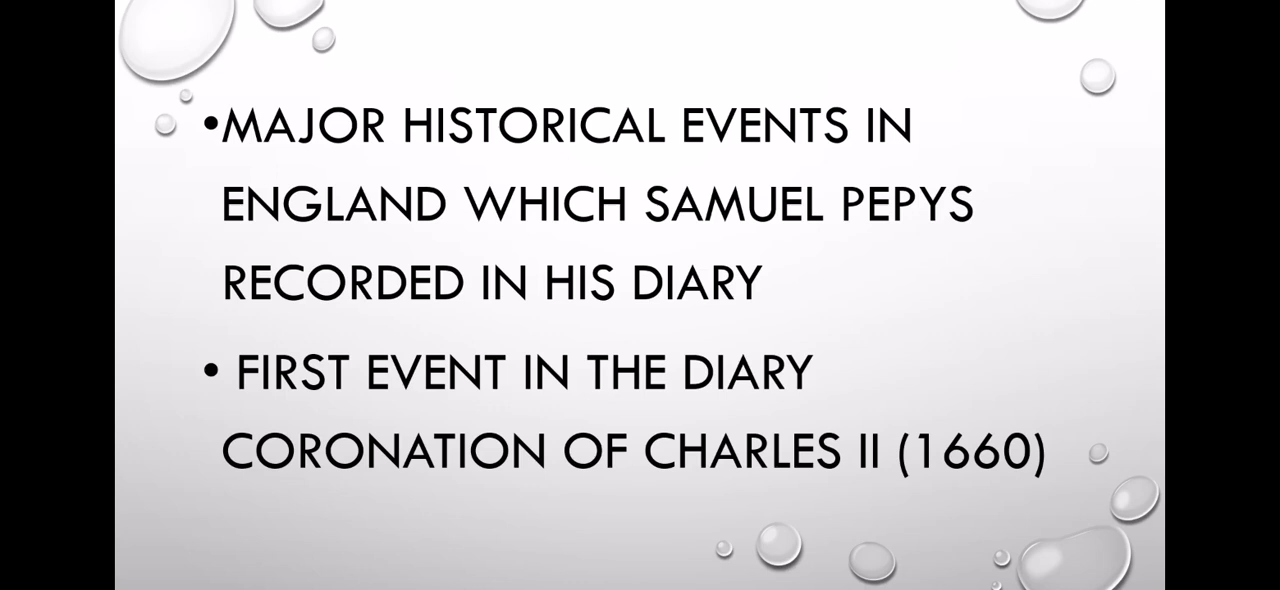 •MAJOR HISTORICAL EVENTS IN
ENGLAND WHICH SAMUEL PEPYS
RECORDED IN HIS DIARY
• FIRST EVENT IN THE DIARY
CORONATION OF CHARLES II (1660)